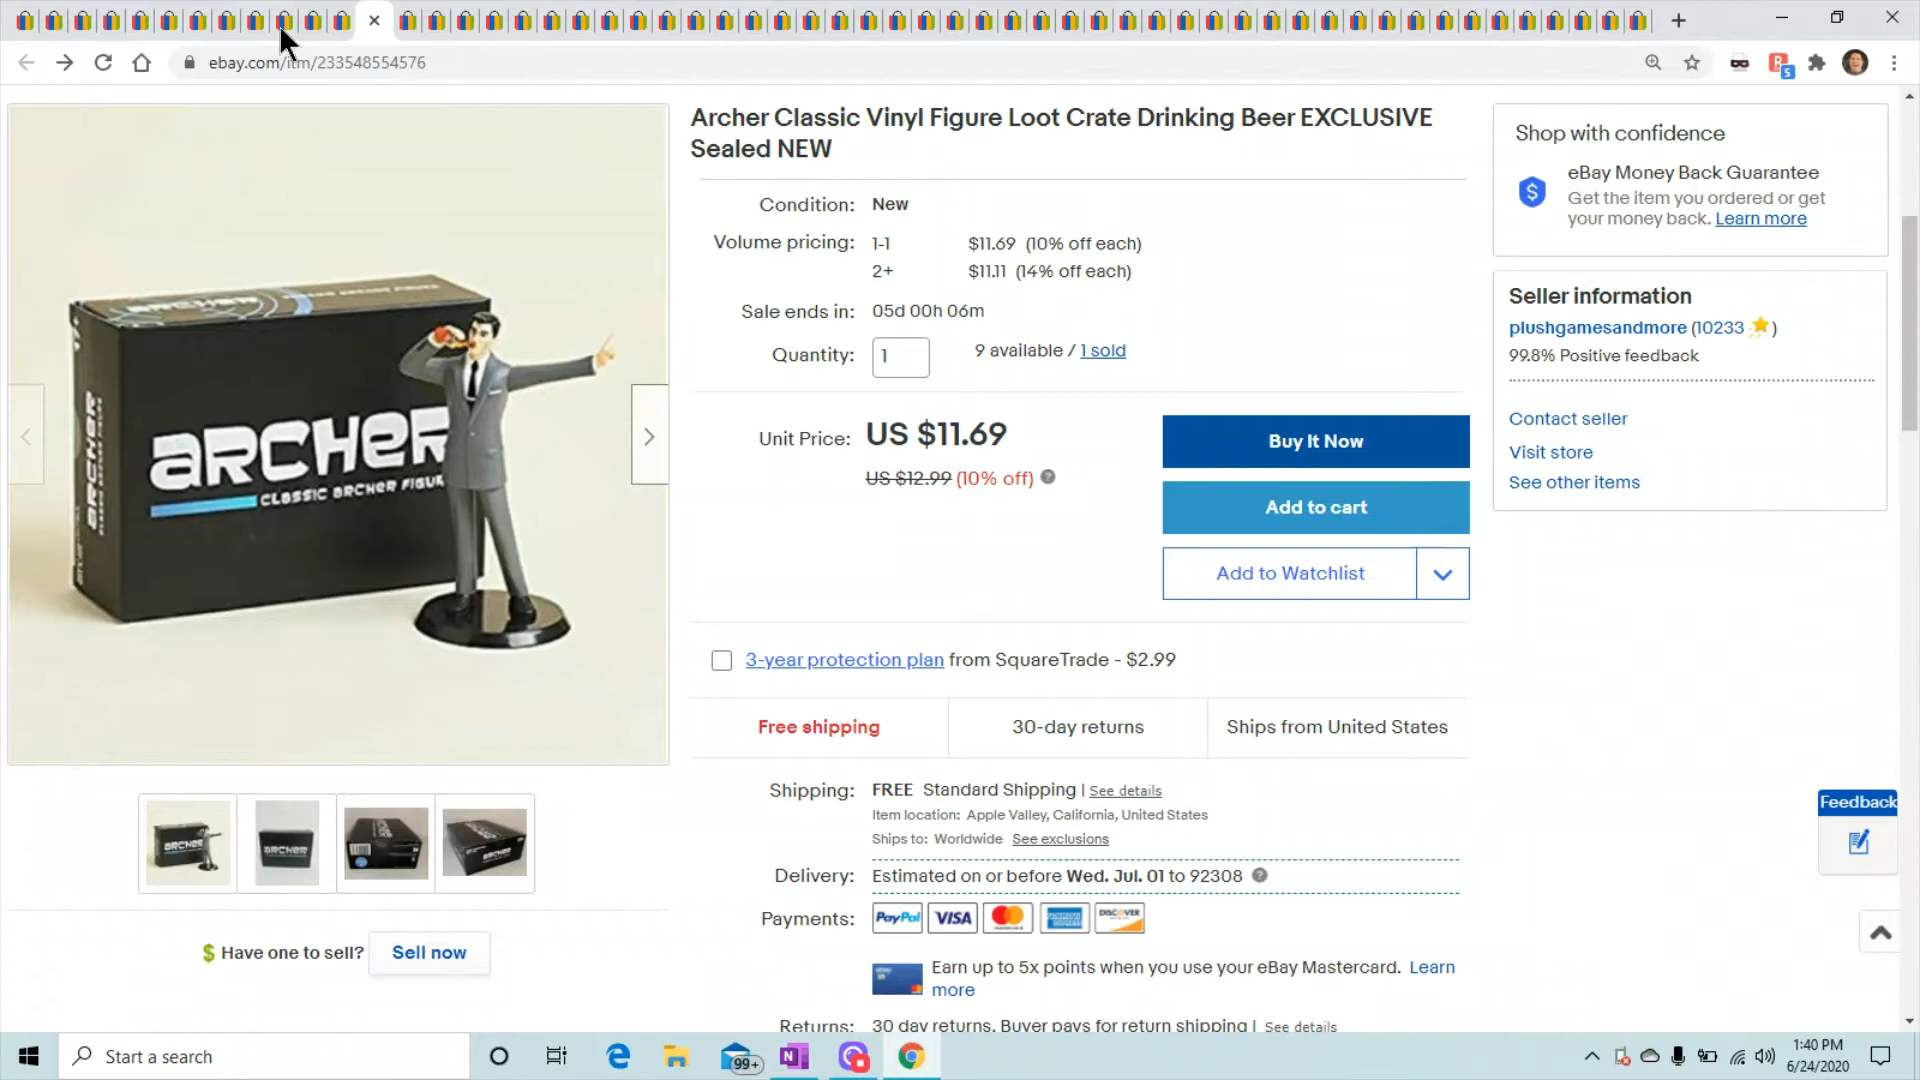 ebay.com/itm/233548554576
5
Archer Classic Vinyl Figure Loot Crate Drinking Beer EXCLUSIVE
Sealed NEW
Condition: New
Volume pricing: 1-1 $11.69 (10% off each)
2+ $11.11 (14% off each)
Sale ends in: 05d 00h 06m
Quantity: 1 9 available / 1 sold
Unit Price: US $11.69
US $12.99 (10% off)
Buy It Now
Add to cart
Add to Watchlist
3-year protection plan from SquareTrade - $2.99
Free shipping 30-day returns Ships from United States
Shipping: FREE Standard Shipping | See details
Item location: Apple Valley, California, United States
Ships to: Worldwide See exclusions
Delivery: Estimated on or before Wed. Jul. 01 to 92308
Payments: PayPal VISA DISCOVER
Earn up to 5x points when you use your eBay Mastercard. Learn
more
Returns: 30 day returns. Buyer pays for return shipping | See details
Shop with confidence
eBay Money Back Guarantee
Get the item you ordered or get
your money back. Learn more
Seller information
plushgamesandmore (10233)
99.8% Positive feedback
Contact seller
Visit store
See other items
Feedback
ARCHER
ARCHER
ARCHER
CLASSIC ARCHER FIGUR
$ Have one to sell? Sell now
Start a search
99+
1:40 PM
6/24/2020